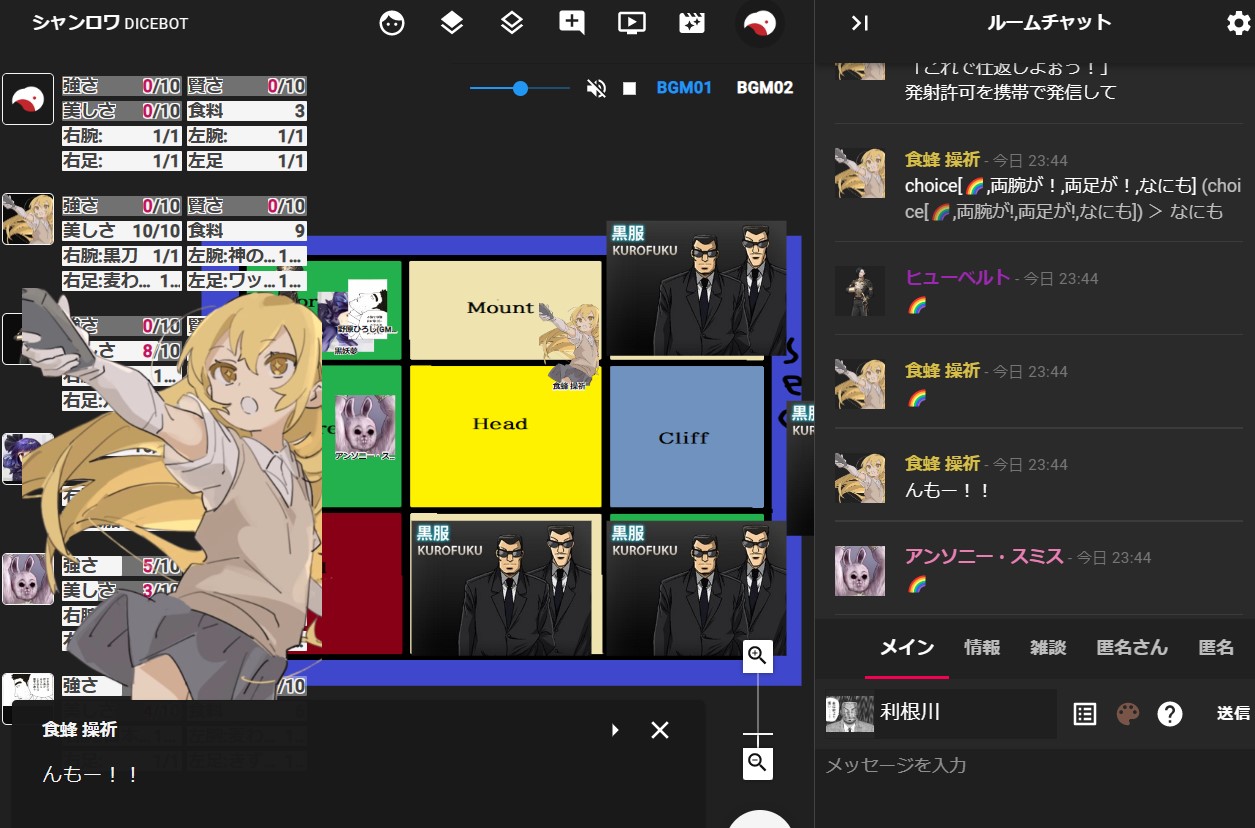 シャンロワ DICEBOT
BGM01 BGM02
強さ 0/10 賢さ 0/10
美しさ 0/10 食料 3
右腕: 1/1 左腕: 1/1
右足: 1/1 左足 1/1
強さ 0/10 賢さ 0/10
美しさ 10/10 食料 9
右腕:黒刀 1/1 左腕:神の... 1...
右足:麦わ... 1... 左足:ワッ... 1...
0/10
8/10
強さ 5/10
美しさ 3/10
強さ
/10
野原ひろし(GM...
黒妖夢
Mount
食蜂 操祈
黒服
KUROFUKU
アンソニー・ス...
Head
Cliff
黒服
KUR
黒服
KUROFUKU
黒服
KUROFUKU
食蜂 操祈
んもー！！
ルームチャット
「これで仕返しよぉっ！」
発射許可を携帯で発信して
食蜂 操祈 - 今日 23:44
choice[🌈,両腕が！,両足が！,なにも] (choi
ce[🌈,両腕が!,両足が!,なにも]) ＞ なにも
ヒューベルト - 今日 23:44
🌈
食蜂 操祈 - 今日 23:44
🌈
食蜂 操祈 - 今日 23:44
んもー！！
アンソニー・スミス - 今日 23:44
🌈
メイン 情報 雑談 匿名さん 匿名
利根川
送信
メッセージを入力